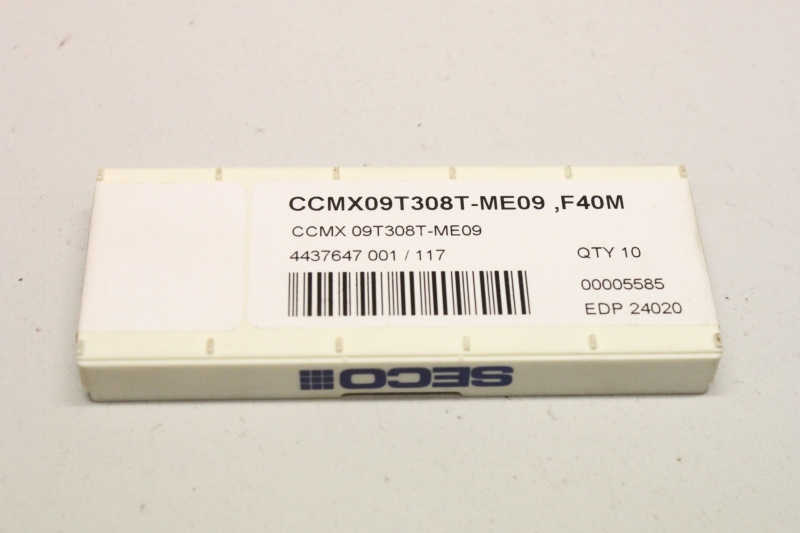 CCMX09T308T-ME09 ,F40M
CCMX 09T308T-ME09
4437647 001 / 117
QTY 10
00005585
EDP 24020
SECO